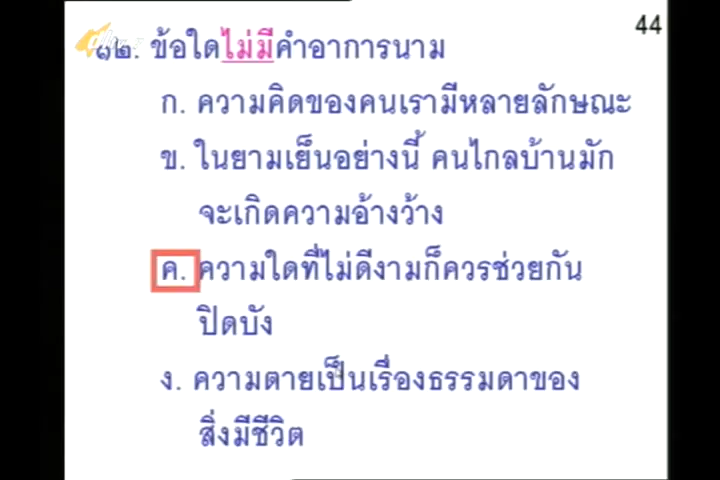 44
๑๒. ข้อใดไม่มีคำอาการนาม
ก. ความคิดของคนเรามีหลายลักษณะ
ข. ในยามเย็นอย่างนี้ คนไกลบ้านมัก
จะเกิดความอ้างว้าง
ค. ความใดที่ไม่ดีงามก็ควรช่วยกัน
ปิดบัง
ง. ความตายเป็นเรื่องธรรมดาของ
สิ่งมีชีวิต